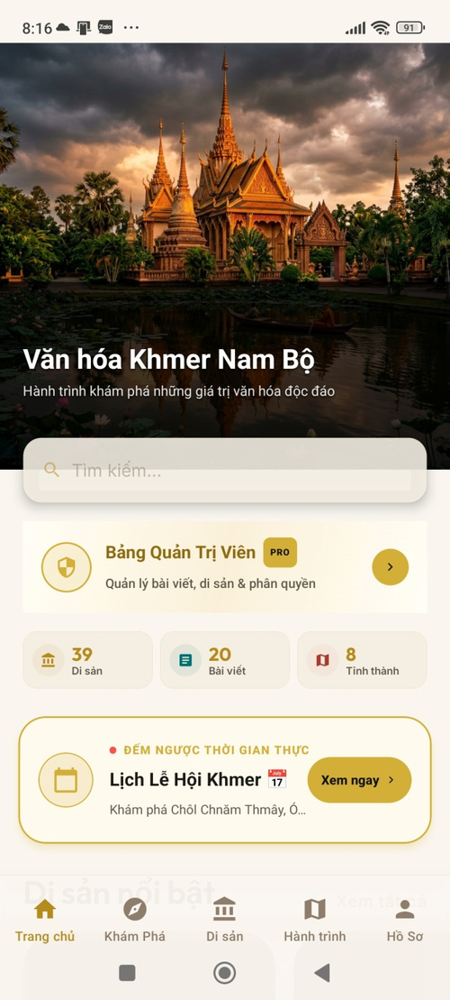 8:16
Zalo
91
Văn hóa Khmer Nam Bộ
Hành trình khám phá những giá trị văn hóa độc đáo
Tìm kiếm...
Bảng Quản Trị Viên PRO
Quản lý bài viết, di sản & phân quyền
39 20 8
Di sản Bài viết Tỉnh thành
ĐẾM NGƯỢC THỜI GIAN THỰC
Lịch Lễ Hội Khmer
Xem ngay
Khám phá Chôl Chnăm Thmây, Ó...
Di sản nổi bật
Xem tất cả
Trang chủ Khám Phá Di sản Hành trình Hồ Sơ